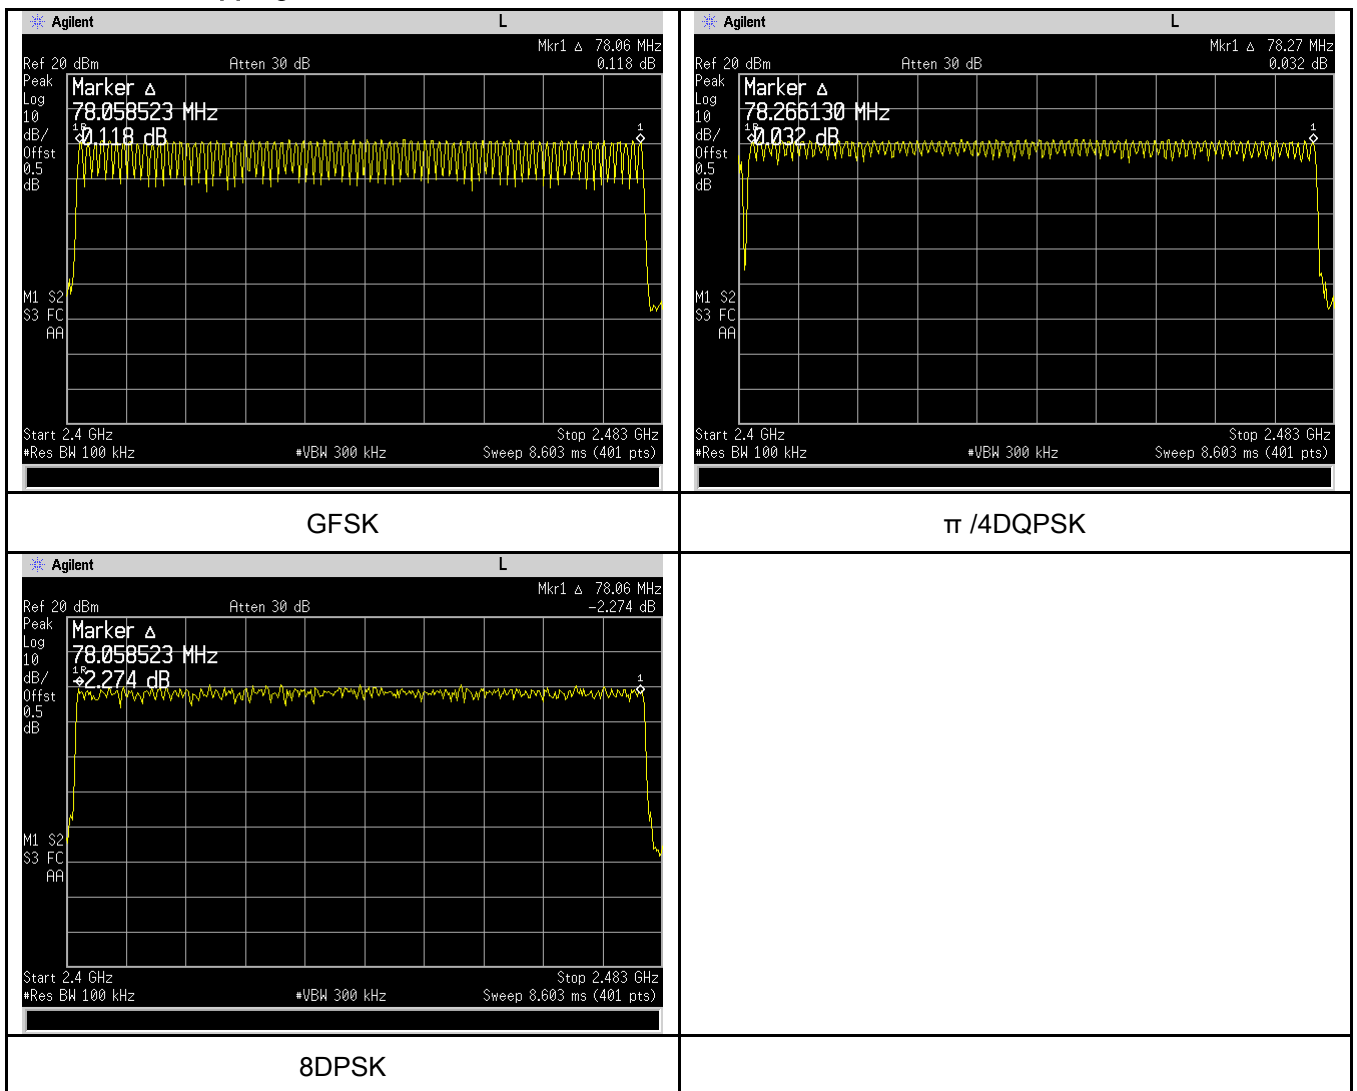 Agilent L
Mkr1 Δ 78.06 MHz
Ref 20 dBm Atten 30 dB 0.118 dB
Peak
Log
10
dB/
Offst
0.5
dB
Marker Δ
78.058523 MHz
0.118 dB
1R
1
M1 S2
S3 FC
AA
Start 2.4 GHz Stop 2.483 GHz
#Res BW 100 kHz #VBW 300 kHz Sweep 8.603 ms (401 pts)
GFSK
Agilent L
Mkr1 Δ 78.27 MHz
Ref 20 dBm Atten 30 dB 0.032 dB
Peak
Log
10
dB/
Offst
0.5
dB
Marker Δ
78.266130 MHz
0.032 dB
1R
1
M1 S2
S3 FC
AA
Start 2.4 GHz Stop 2.483 GHz
#Res BW 100 kHz #VBW 300 kHz Sweep 8.603 ms (401 pts)
π /4DQPSK
Agilent L
Mkr1 Δ 78.06 MHz
Ref 20 dBm Atten 30 dB -2.274 dB
Peak
Log
10
dB/
Offst
0.5
dB
Marker Δ
78.058523 MHz
-2.274 dB
1R
1
M1 S2
S3 FC
AA
Start 2.4 GHz Stop 2.483 GHz
#Res BW 100 kHz #VBW 300 kHz Sweep 8.603 ms (401 pts)
8DPSK